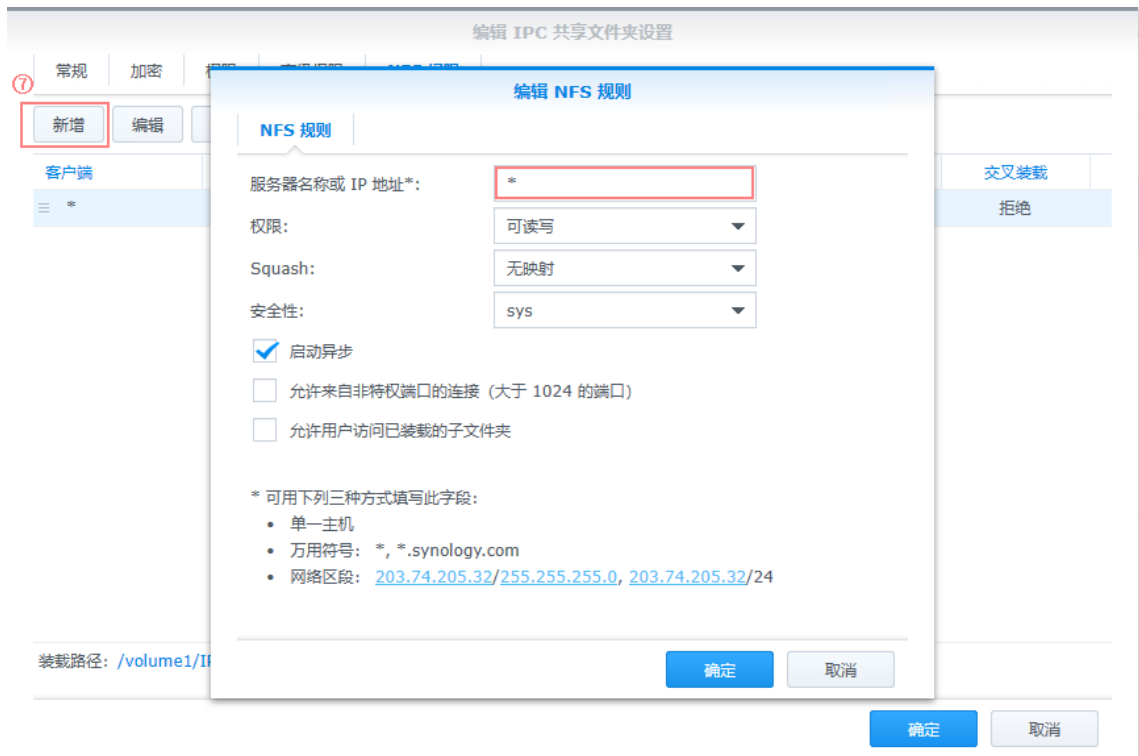 编辑 IPC 共享文件夹设置
常规 加密
⑦
编辑 NFS 规则
新增 编辑
NFS 规则
客户端 交叉装载
服务器名称或 IP 地址*: *
* 拒绝
权限: 可读写
Squash: 无映射
安全性: sys
启动异步
允许来自非特权端口的连接 (大于 1024 的端口)
允许用户访问已装载的子文件夹
* 可用下列三种方式填写此字段:
• 单一主机
• 万用符号: *, *.synology.com
• 网络区段: 203.74.205.32/255.255.255.0, 203.74.205.32/24
装载路径: /volume1/IP
确定 取消
确定 取消